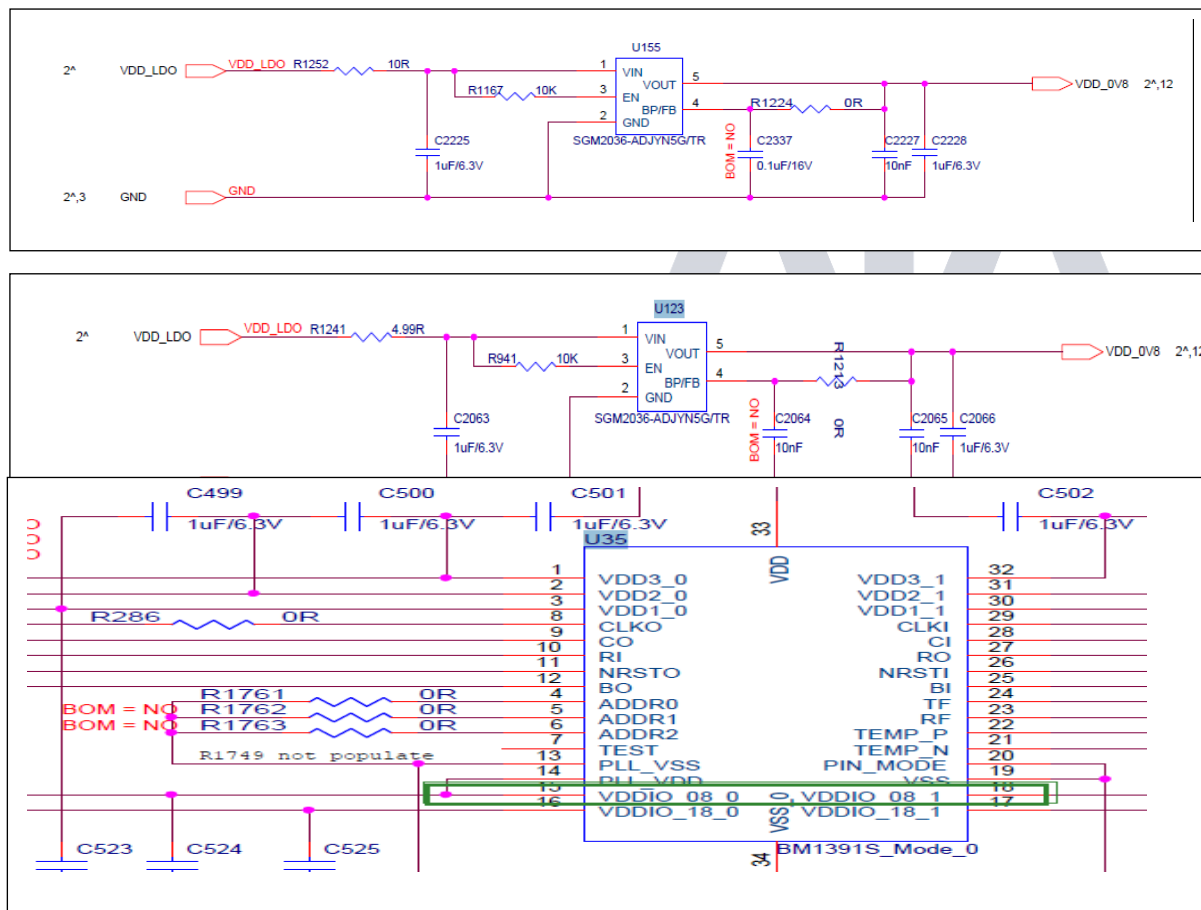 U155
2^ VDD_LDO VDD_LDO R1252 10R 1 VIN
VOUT 5 VDD_0V8 2^,12
R1167 10K 3 EN
BP/FB 4 R1224 0R
2 GND
SGM2036-ADJYN5G/TR
C2225
1uF/6.3V
BOM = NO
C2337
0.1uF/16V
C2227
10nF
C2228
1uF/6.3V
2^,3 GND GND
U123
2^ VDD_LDO VDD_LDO R1241 4.99R 1 VIN
VOUT 5 VDD_0V8 2^,12
R941 10K 3 EN
BP/FB 4 R1213 0R
2 GND
SGM2036-ADJYN5G/TR
C2063
1uF/6.3V
BOM = NO
C2064
10nF
C2065
10nF
C2066
1uF/6.3V
C499 C500 C501 C502
1uF/6.3V 1uF/6.3V 1uF/6.3V 1uF/6.3V
U35
33
VDD
1 VDD3_0 VDD3_1 32
2 VDD2_0 VDD2_1 31
3 VDD1_0 VDD1_1 30
R286 0R 8 CLKO CLKI 29
9 CO CI 28
10 RI RO 27
11 NRSTO NRSTI 26
12 BO BI 25
R1761 0R 4 ADDR0 TF 24
BOM = NO R1762 0R 5 ADDR1 RF 23
BOM = NO R1763 0R 6 ADDR2 TEMP_P 22
7 TEST TEMP_N 21
R1749 not populate 13 PLL_VSS PIN_MODE 20
14 PLL_VDD VSS 19
15 VDDIO_08_0 VDDIO_08_1 18
16 VDDIO_18_0 VDDIO_18_1 17
VSS_0
34
BM1391S_Mode_0
C523 C524 C525